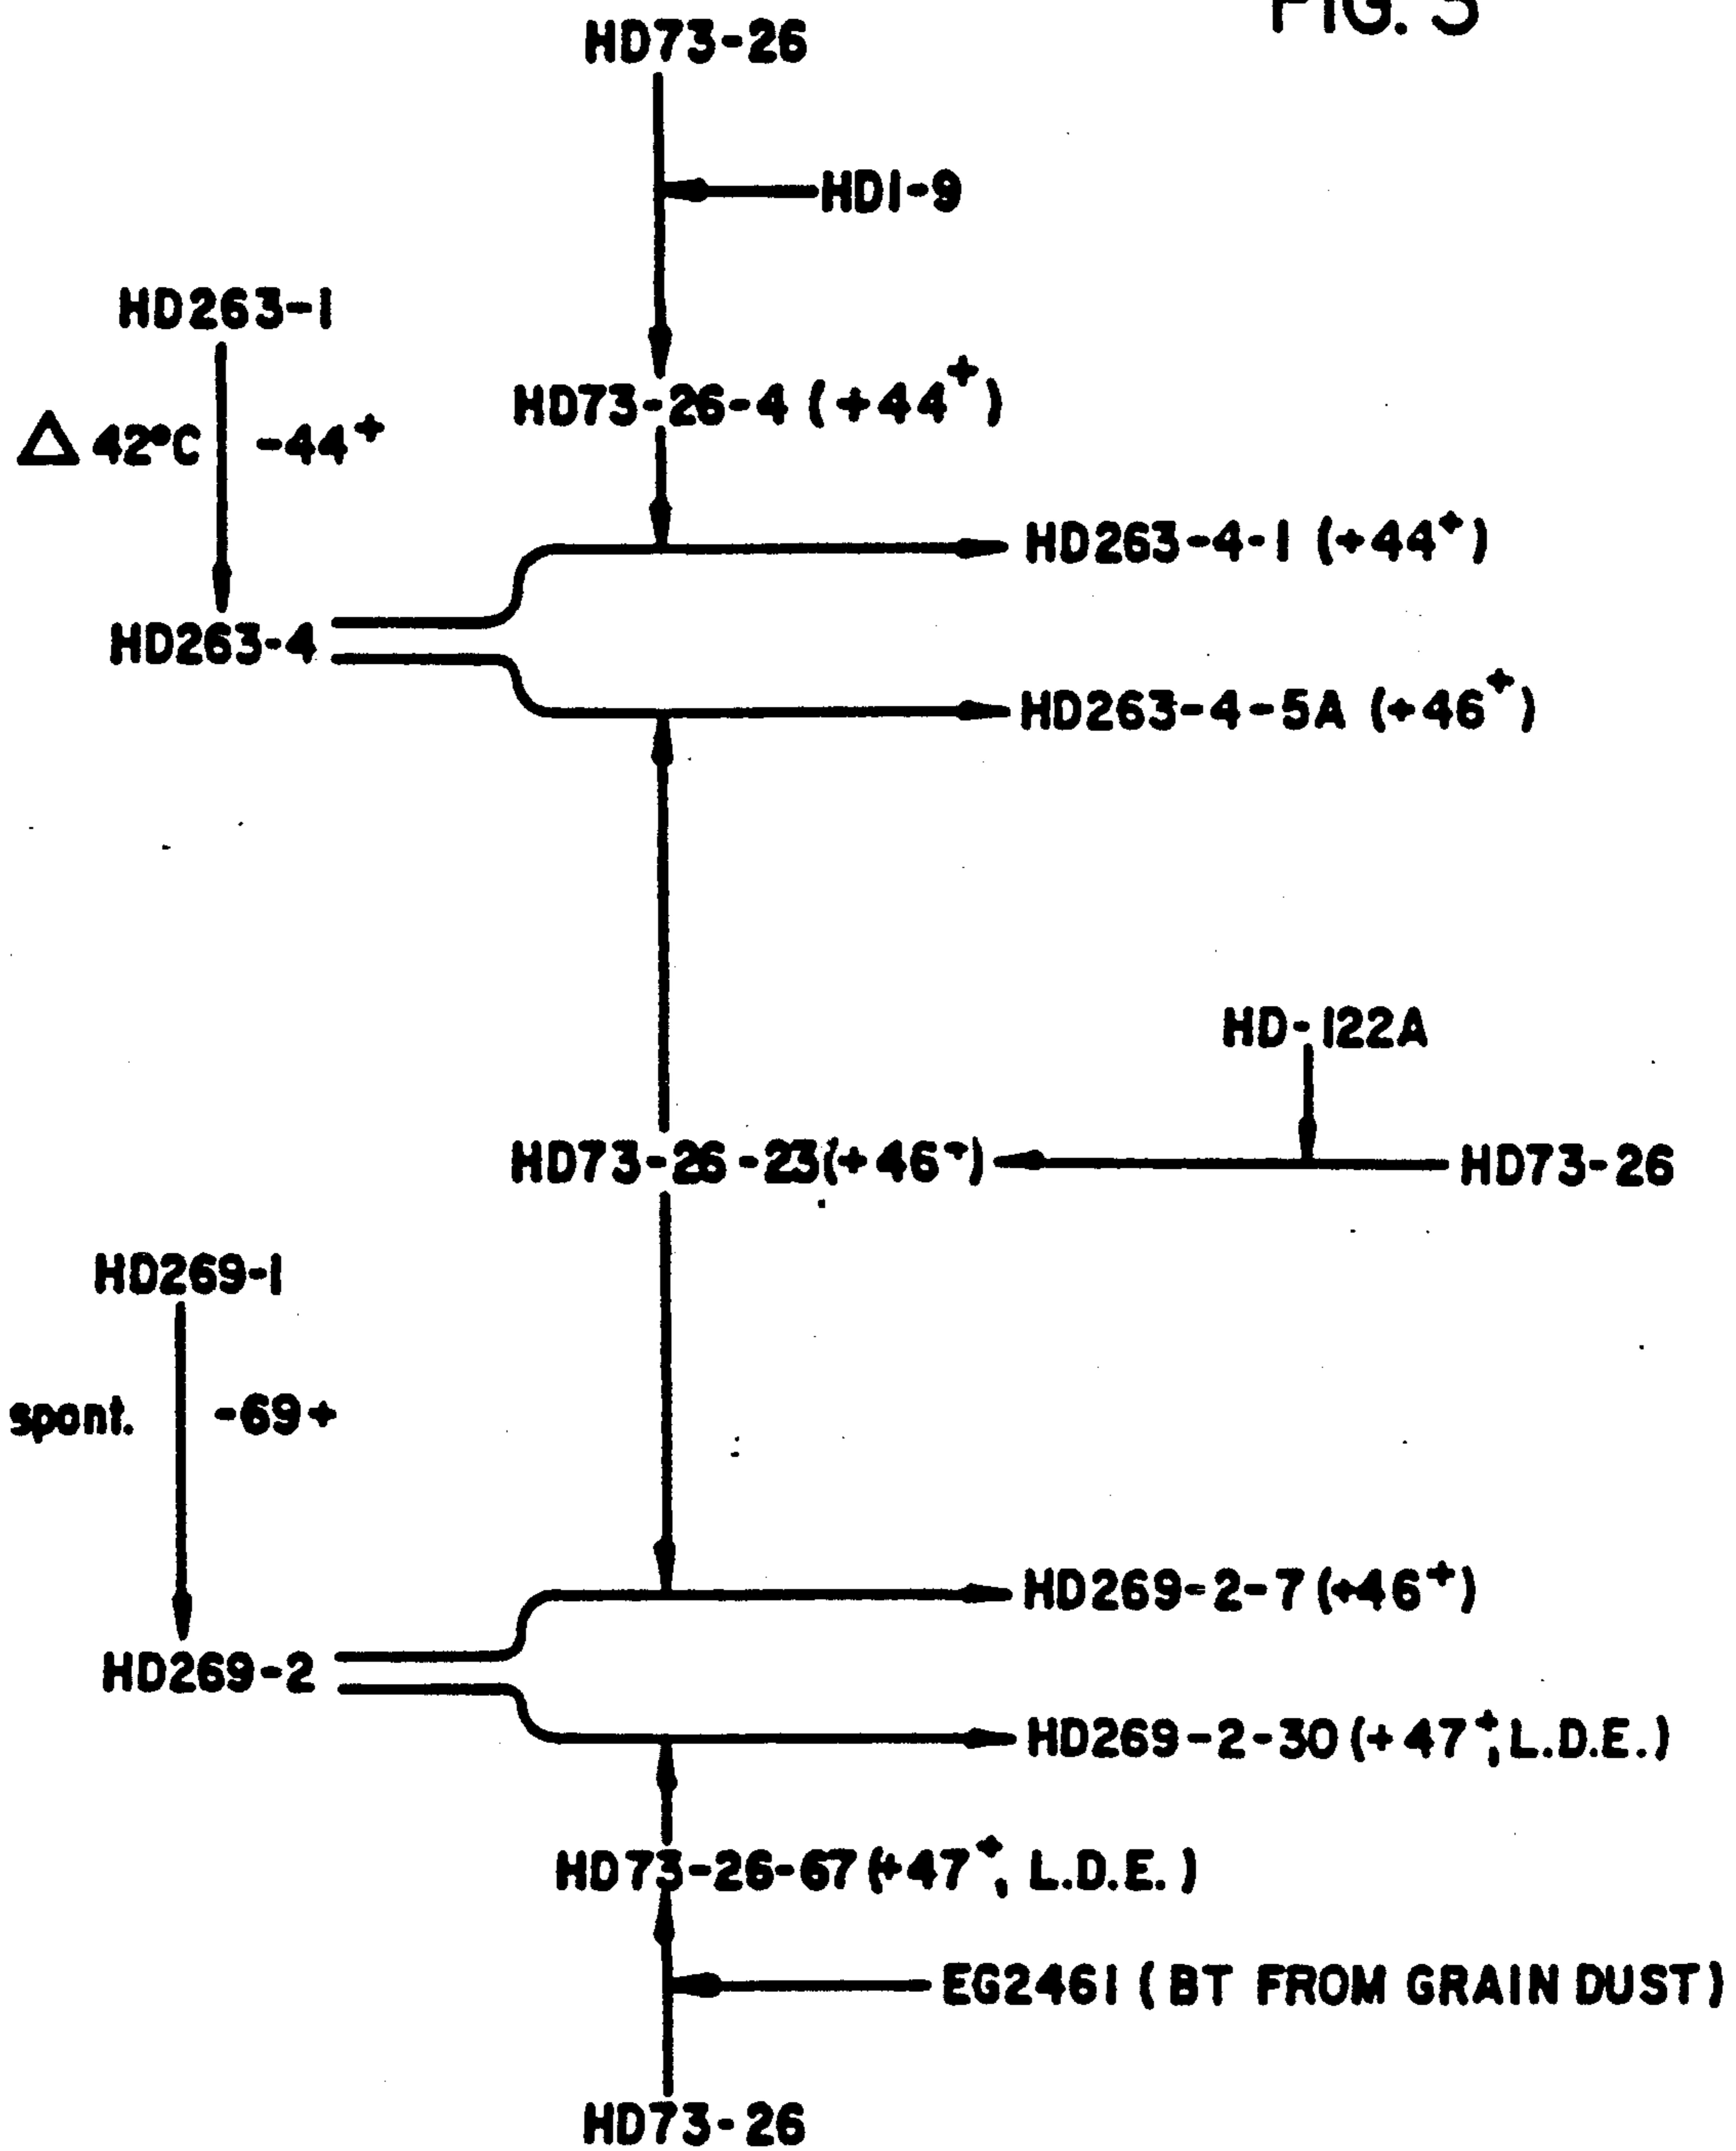 FIG. 3
HD73-26
HD1-9
HD263-1
HD73-26-4 (+44⁺)
△ 42°C -44⁺
HD263-4-1 (+44⁺)
HD263-4
HD263-4-5A (+46⁺)
HD-122A
HD73-26-23(+46⁺)
HD73-26
HD269-1
spont. -69+
HD269-2-7(+46⁺)
HD269-2
HD269-2-30(+47⁺, L.D.E.)
HD73-26-67(+47⁺, L.D.E.)
EG2461 (BT FROM GRAIN DUST)
HD73-26